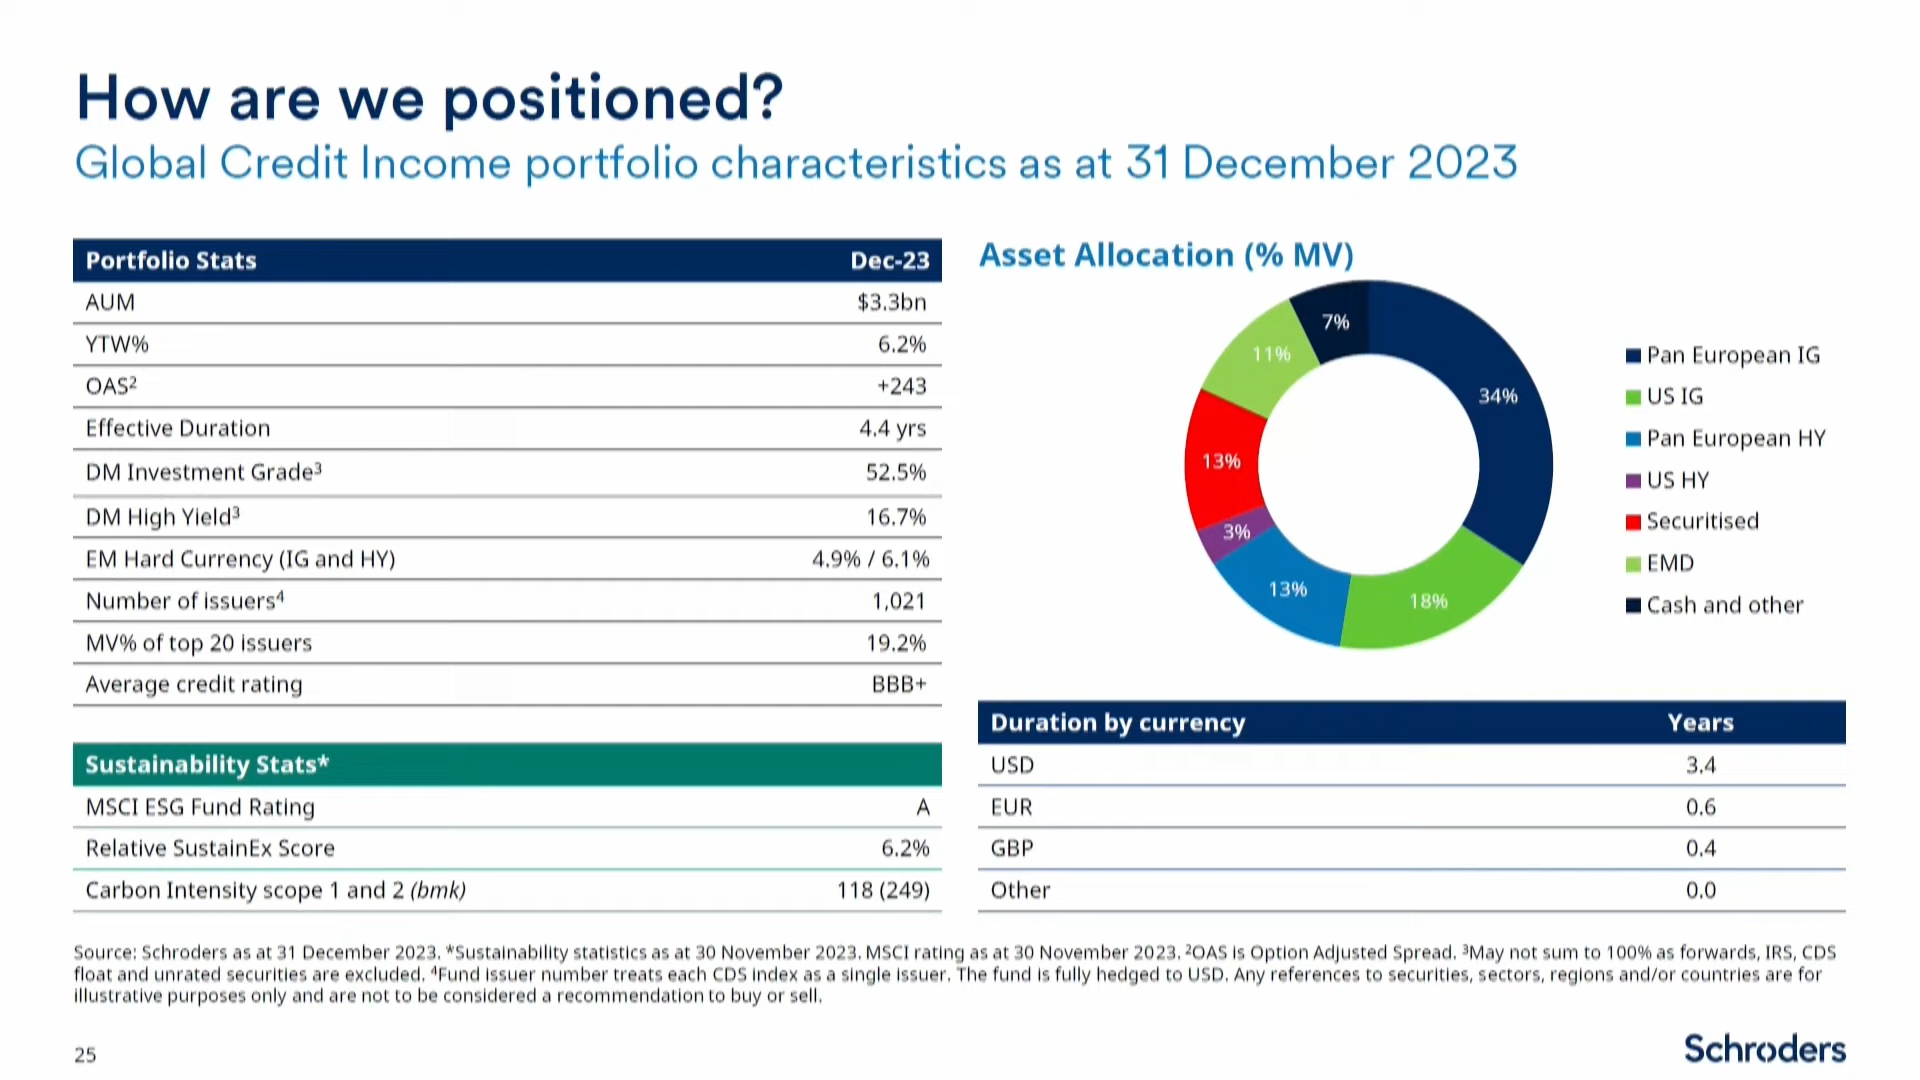 How are we positioned?
Global Credit Income portfolio characteristics as at 31 December 2023
Portfolio Stats Dec-23
AUM $3.3bn
YTW% 6.2%
OAS² +243
Effective Duration 4.4 yrs
DM Investment Grade³ 52.5%
DM High Yield³ 16.7%
EM Hard Currency (IG and HY) 4.9% / 6.1%
Number of issuers⁴ 1,021
MV% of top 20 issuers 19.2%
Average credit rating BBB+
Sustainability Stats*
MSCI ESG Fund Rating A
Relative SustainEx Score 6.2%
Carbon Intensity scope 1 and 2 (bmk) 118 (249)
Asset Allocation (% MV)
7%
11%
34%
13%
3%
13%
18%
Pan European IG
US IG
Pan European HY
US HY
Securitised
EMD
Cash and other
Duration by currency Years
USD 3.4
EUR 0.6
GBP 0.4
Other 0.0
Source: Schroders as at 31 December 2023. *Sustainability statistics as at 30 November 2023. MSCI rating as at 30 November 2023. ²OAS is Option Adjusted Spread. ³May not sum to 100% as forwards, IRS, CDS
float and unrated securities are excluded. ⁴Fund issuer number treats each CDS index as a single issuer. The fund is fully hedged to USD. Any references to securities, sectors, regions and/or countries are for
illustrative purposes only and are not to be considered a recommendation to buy or sell.
25
Schroders